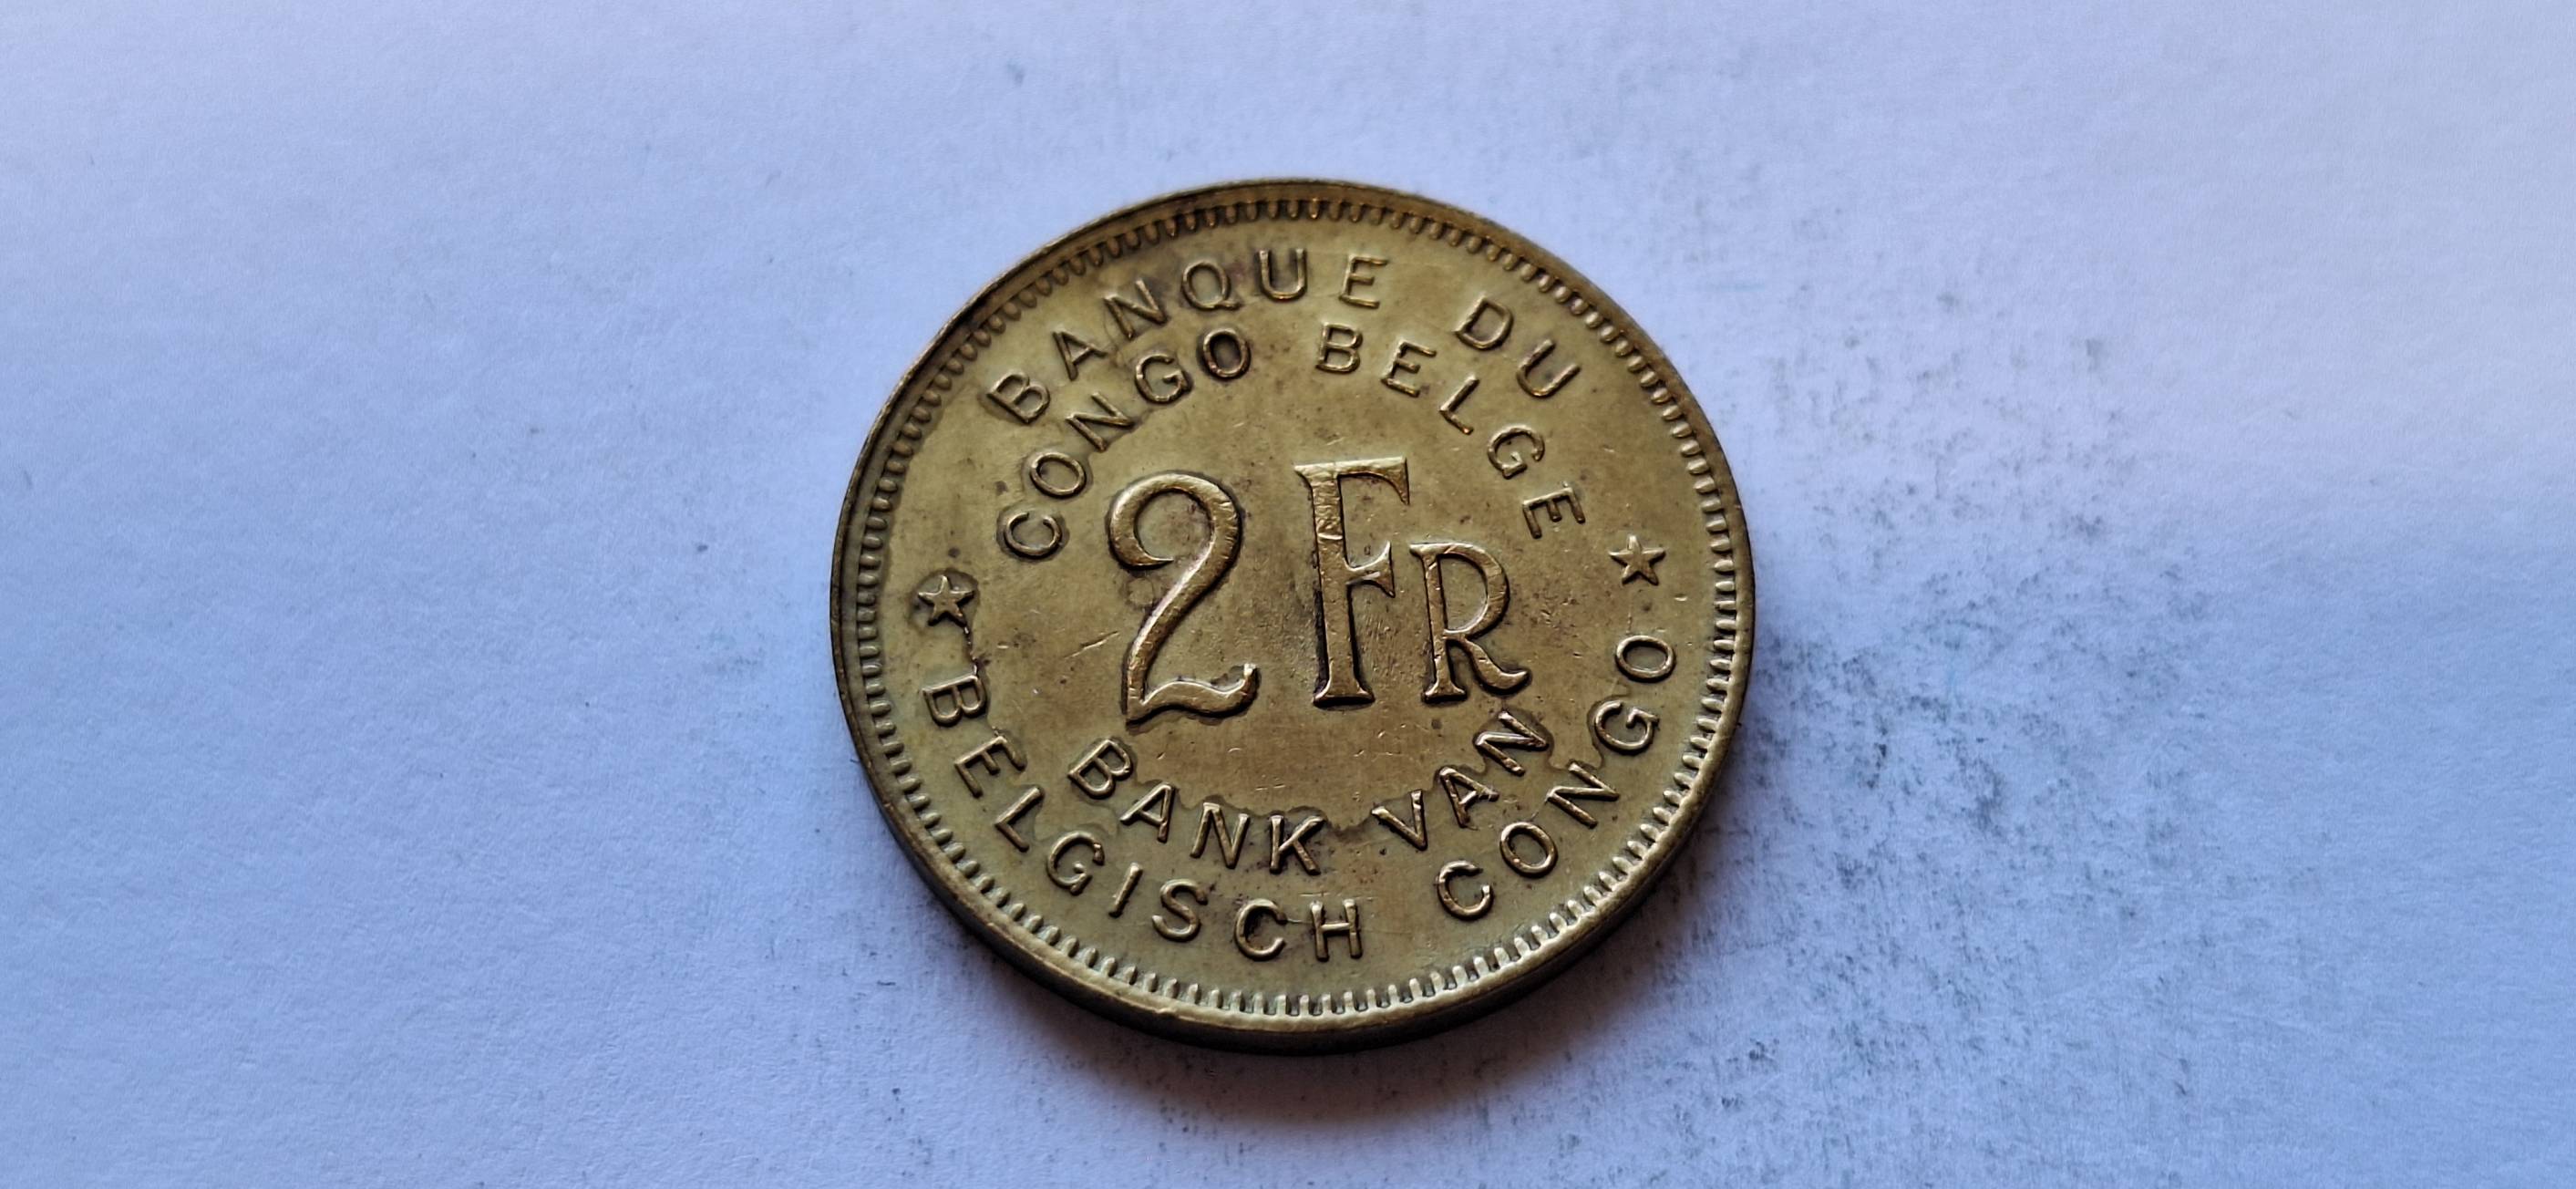 BANQUE DU
CONGO BELGE
2 FR
BANK VAN
BELGISCH CONGO